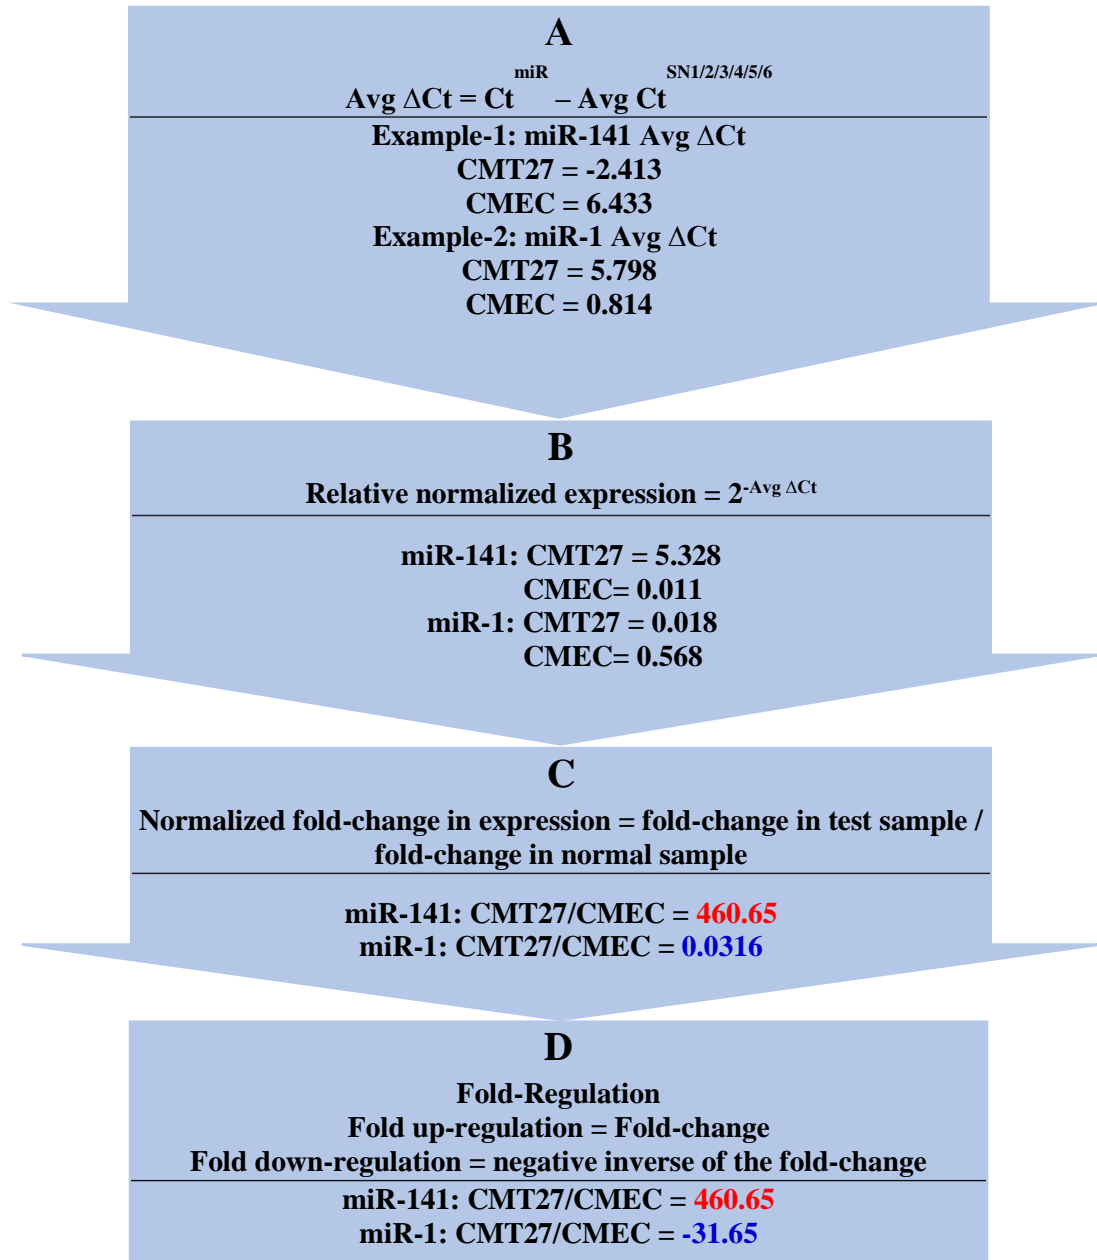 A
Avg ΔCt = Ct^miR – Avg Ct^SN1/2/3/4/5/6
Example-1: miR-141 Avg ΔCt
CMT27 = -2.413
CMEC = 6.433
Example-2: miR-1 Avg ΔCt
CMT27 = 5.798
CMEC = 0.814
B
Relative normalized expression = 2^-Avg ΔCt
miR-141: CMT27 = 5.328
CMEC= 0.011
miR-1: CMT27 = 0.018
CMEC= 0.568
C
Normalized fold-change in expression = fold-change in test sample /
fold-change in normal sample
miR-141: CMT27/CMEC = 460.65
miR-1: CMT27/CMEC = 0.0316
D
Fold-Regulation
Fold up-regulation = Fold-change
Fold down-regulation = negative inverse of the fold-change
miR-141: CMT27/CMEC = 460.65
miR-1: CMT27/CMEC = -31.65